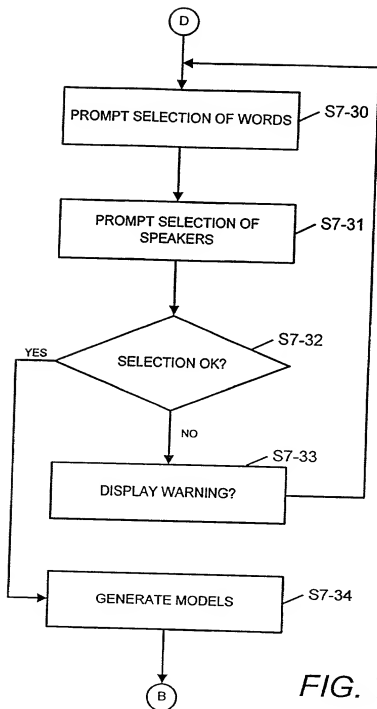 D
PROMPT SELECTION OF WORDS
S7-30
PROMPT SELECTION OF
SPEAKERS
S7-31
SELECTION OK?
S7-32
YES
NO
S7-33
DISPLAY WARNING?
GENERATE MODELS
S7-34
B
FIG.